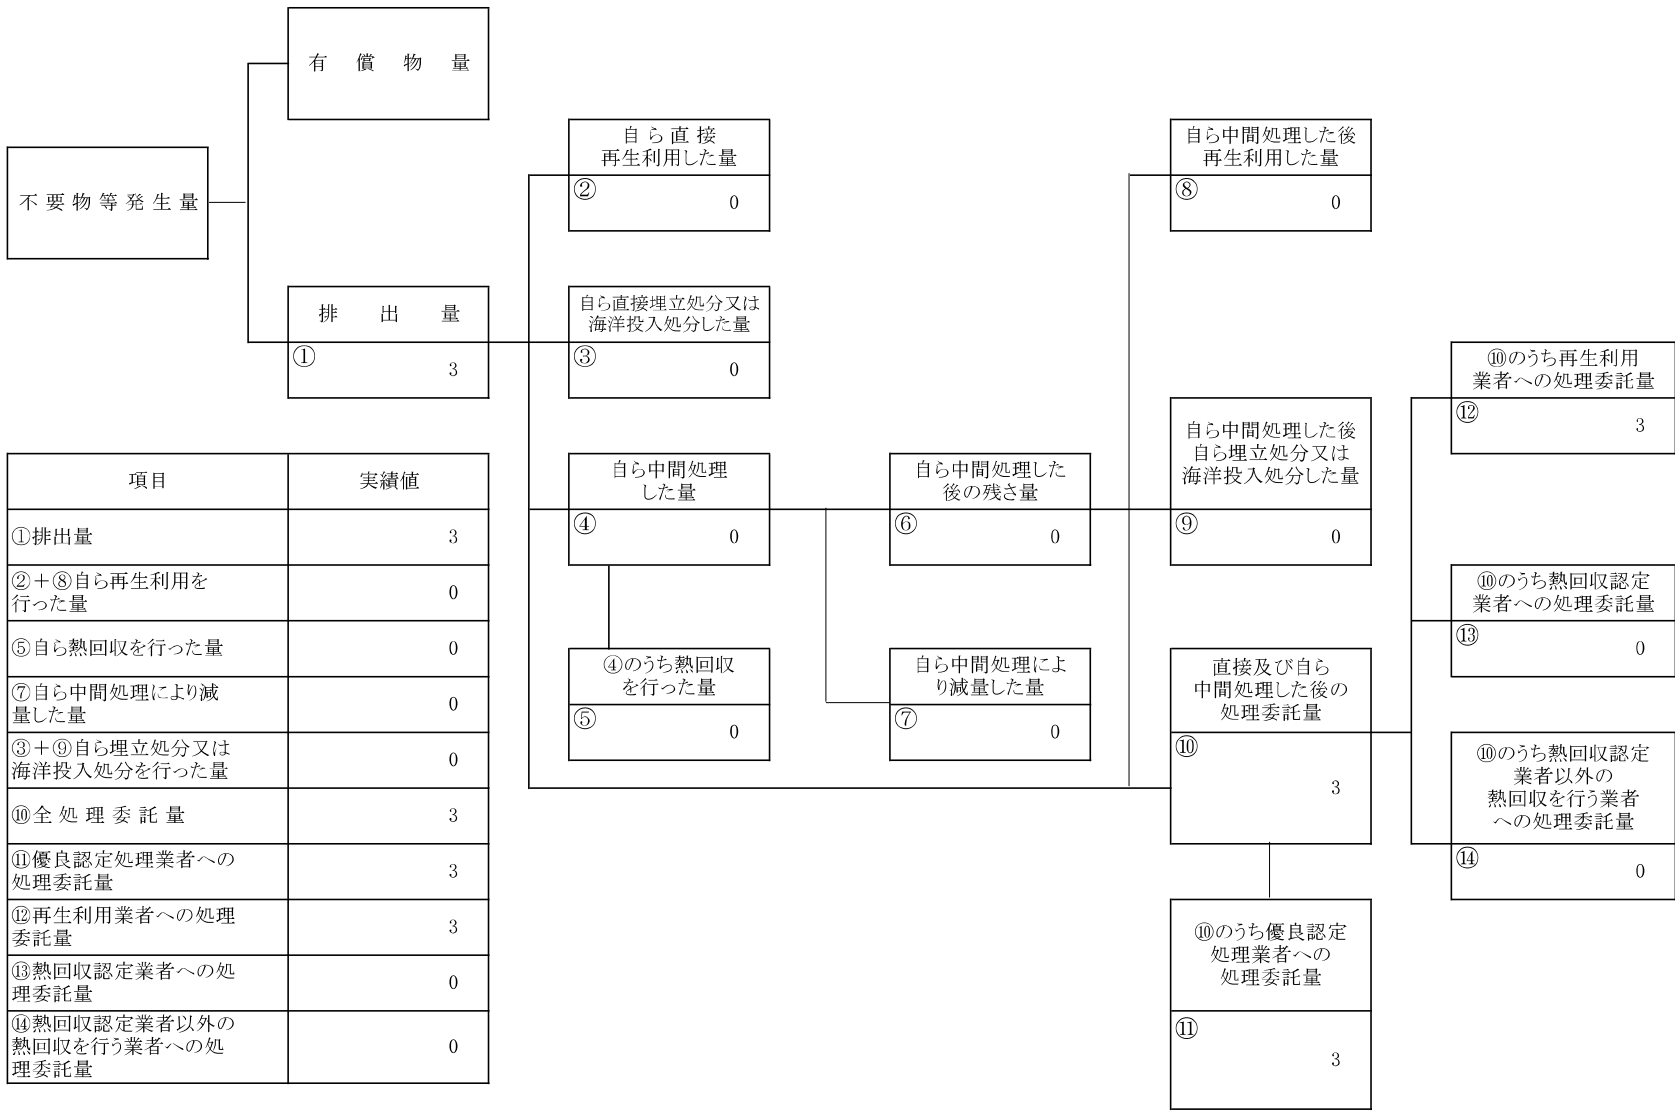 有償物量
不要物等発生量
排出量
①
3
自ら直接
再生利用した量
②
0
自ら直接埋立処分又は
海洋投入処分した量
③
0
自ら中間処理
した量
④
0
④のうち熱回収
を行った量
⑤
0
自ら中間処理した
後の残さ量
⑥
0
自ら中間処理によ
り減量した量
⑦
0
自ら中間処理した後
再生利用した量
⑧
0
自ら中間処理した後
自ら埋立処分又は
海洋投入処分した量
⑨
0
直接及び自ら
中間処理した後の
処理委託量
⑩
3
⑩のうち優良認定
処理業者への
処理委託量
⑪
3
⑩のうち再生利用
業者への処理委託量
⑫
3
⑩のうち熱回収認定
業者への処理委託量
⑬
0
⑩のうち熱回収認定
業者以外の
熱回収を行う業者
への処理委託量
⑭
0
項目 実績値
①排出量 3
②＋⑧自ら再生利用を
行った量 0
⑤自ら熱回収を行った量 0
⑦自ら中間処理により減
量した量 0
③＋⑨自ら埋立処分又は
海洋投入処分を行った量 0
⑩全処理委託量 3
⑪優良認定処理業者への
処理委託量 3
⑫再生利用業者への処理
委託量 3
⑬熱回収認定業者への処
理委託量 0
⑭熱回収認定業者以外の
熱回収を行う業者への処
理委託量 0